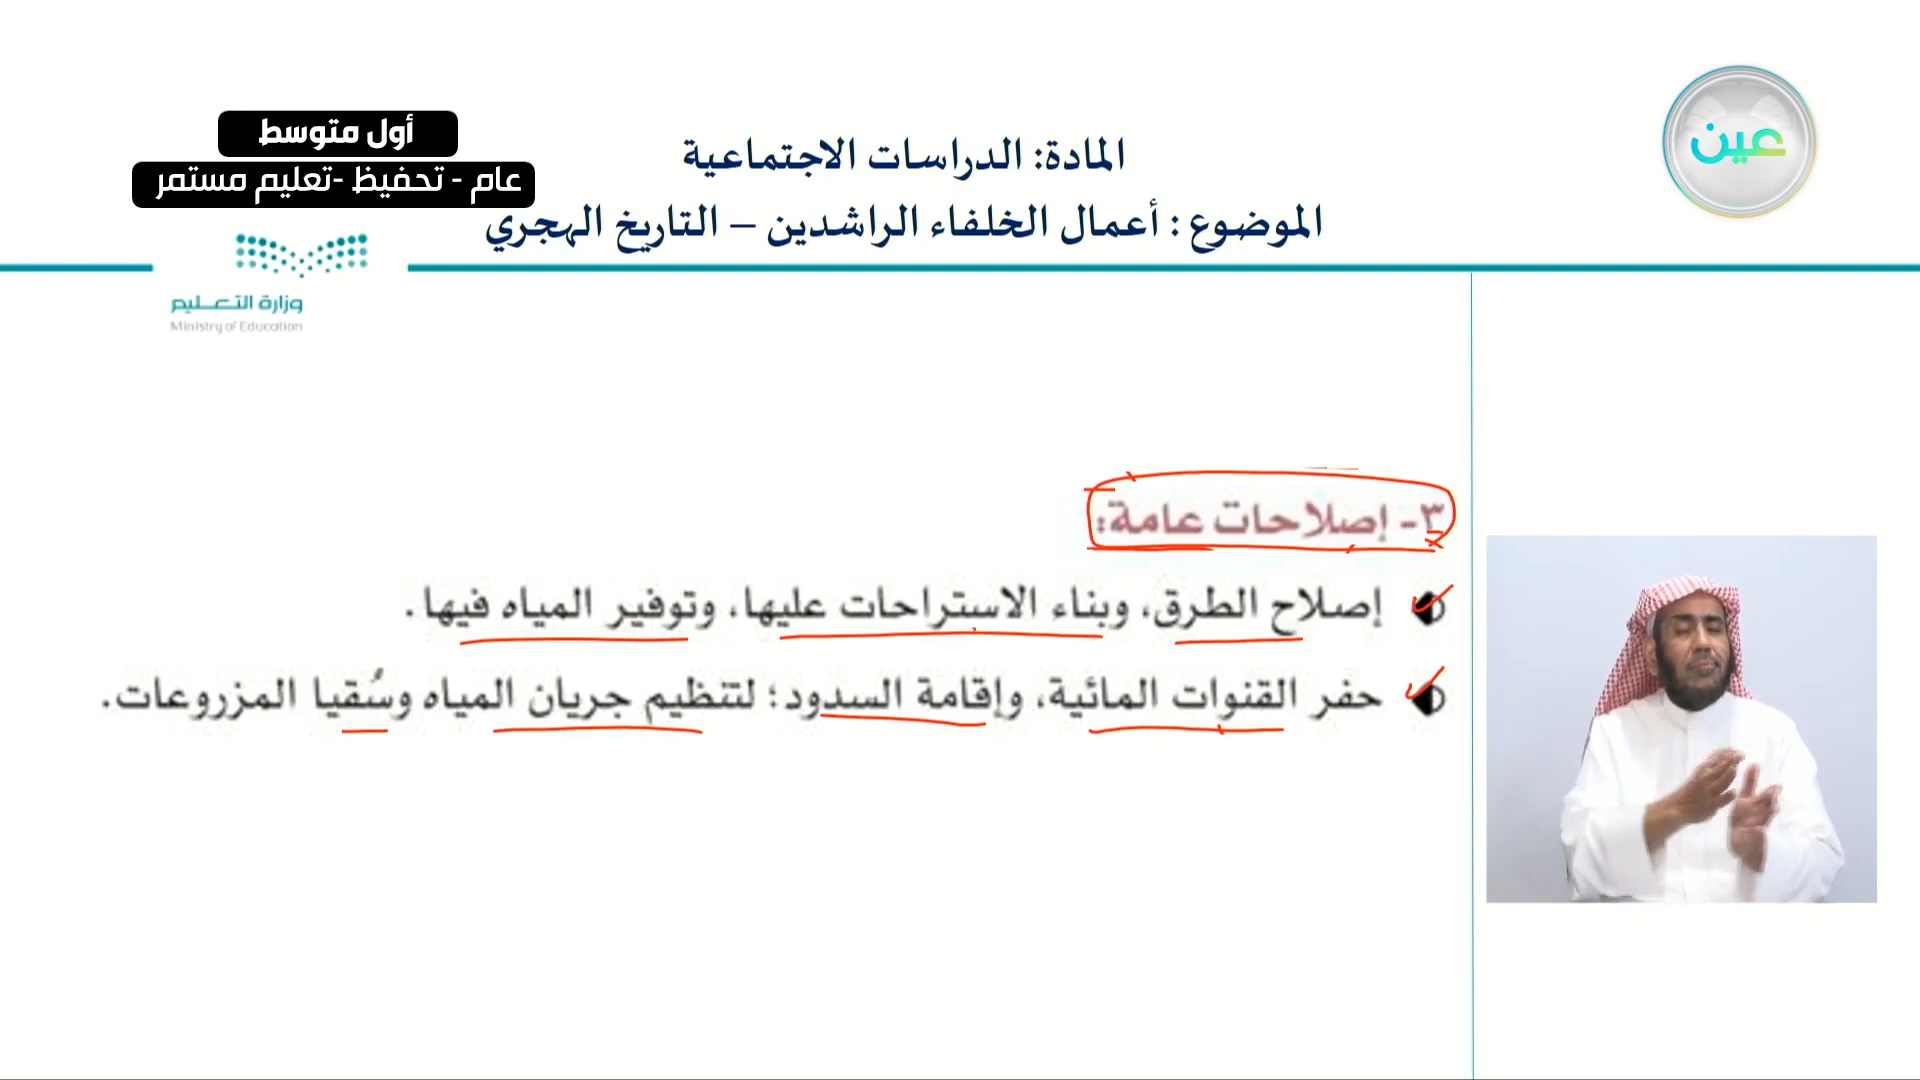 أول متوسط
عام - تحفيظ -تعليم مستمر
المادة: الدراسات الاجتماعية
الموضوع : أعمال الخلفاء الراشدين – التاريخ الهجري
عين
وزارة التعـــليم
Ministry of Education
٣- إصلاحات عامة:
إصلاح الطرق، وبناء الاستراحات عليها، وتوفير المياه فيها.
حفر القنوات المائية، وإقامة السدود؛ لتنظيم جريان المياه وسُقيا المزروعات.